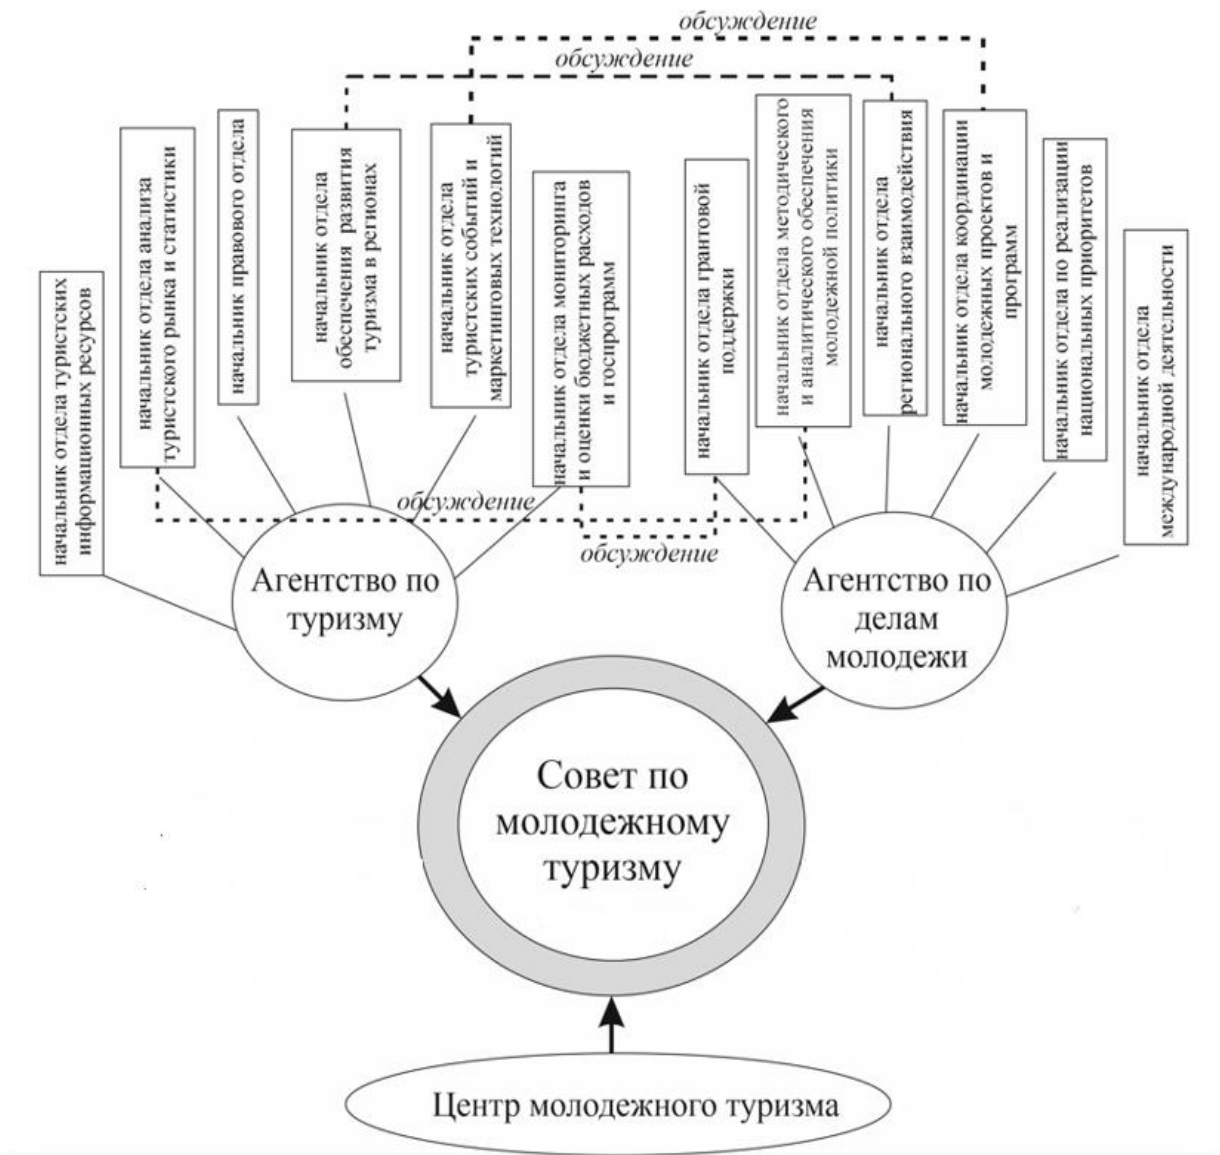 обсуждение
обсуждение
начальник отдела туристских
информационных ресурсов
начальник отдела анализа
туристского рынка и статистики
начальник правового отдела
начальник отдела
обеспечения развития
туризма в регионах
начальник отдела
туристских событий и
маркетинговых технологий
начальник отдела мониторинга
и оценки бюджетных расходов
и госпрограмм
начальник отдела грантовой
поддержки
начальник отдела методического
и аналитического обеспечения
молодежной политики
начальник отдела
регионального взаимодействия
начальник отдела координации
молодежных проектов и
программ
начальник отдела по реализации
национальных приоритетов
начальник отдела
международной деятельности
обсуждение
обсуждение
Агентство по
туризму
Агентство по
делам
молодежи
Совет по
молодежному
туризму
Центр молодежного туризма